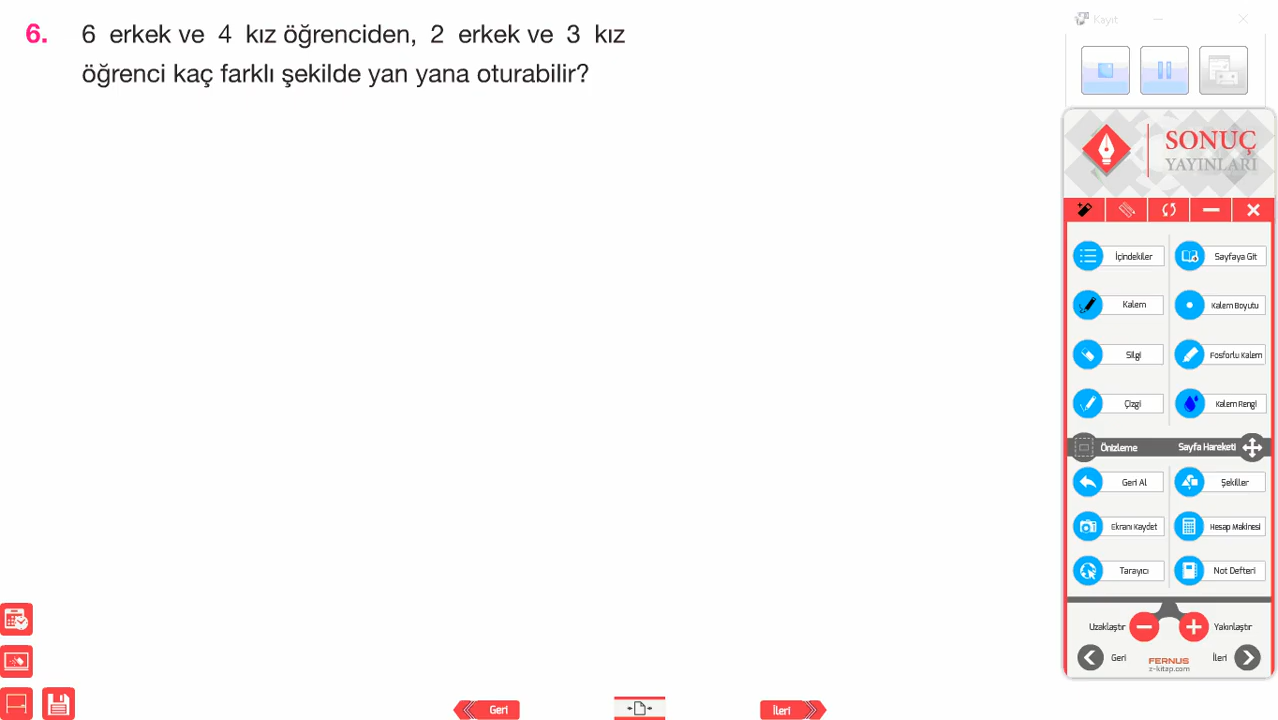 6. 6 erkek ve 4 kız öğrenciden, 2 erkek ve 3 kız
öğrenci kaç farklı şekilde yan yana oturabilir?
Kayıt
SONUÇ
YAYINLARI
İçindekiler
Sayfaya Git
Kalem
Kalem Boyutu
Silgi
Fosforlu Kalem
Çizgi
Kalem Rengi
Önizleme
Sayfa Hareketi
Geri Al
Şekiller
Ekranı Kaydet
Hesap Makinesi
Tarayıcı
Not Defteri
Uzaklaştır
Yakınlaştır
Geri
FERNUS
z-kitap.com
İleri
Geri
İleri